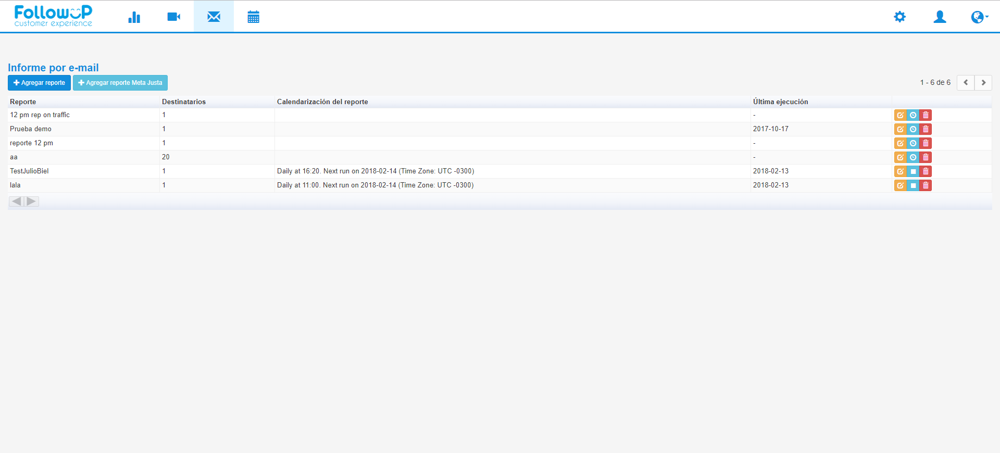 FollowUP
customer experience
Informe por e-mail
Agregar reporte
Agregar reporte Meta Justa
1 - 6 de 6
Reporte Destinatarios Calendarización del reporte Última ejecución
12 pm rep on traffic 1 -
Prueba demo 1 2017-10-17
reporte 12 pm 1 -
aa 20 -
TestJulioBiel 1 Daily at 16:20. Next run on 2018-02-14 (Time Zone: UTC -0300) 2018-02-13
lala 1 Daily at 11:00. Next run on 2018-02-14 (Time Zone: UTC -0300) 2018-02-13